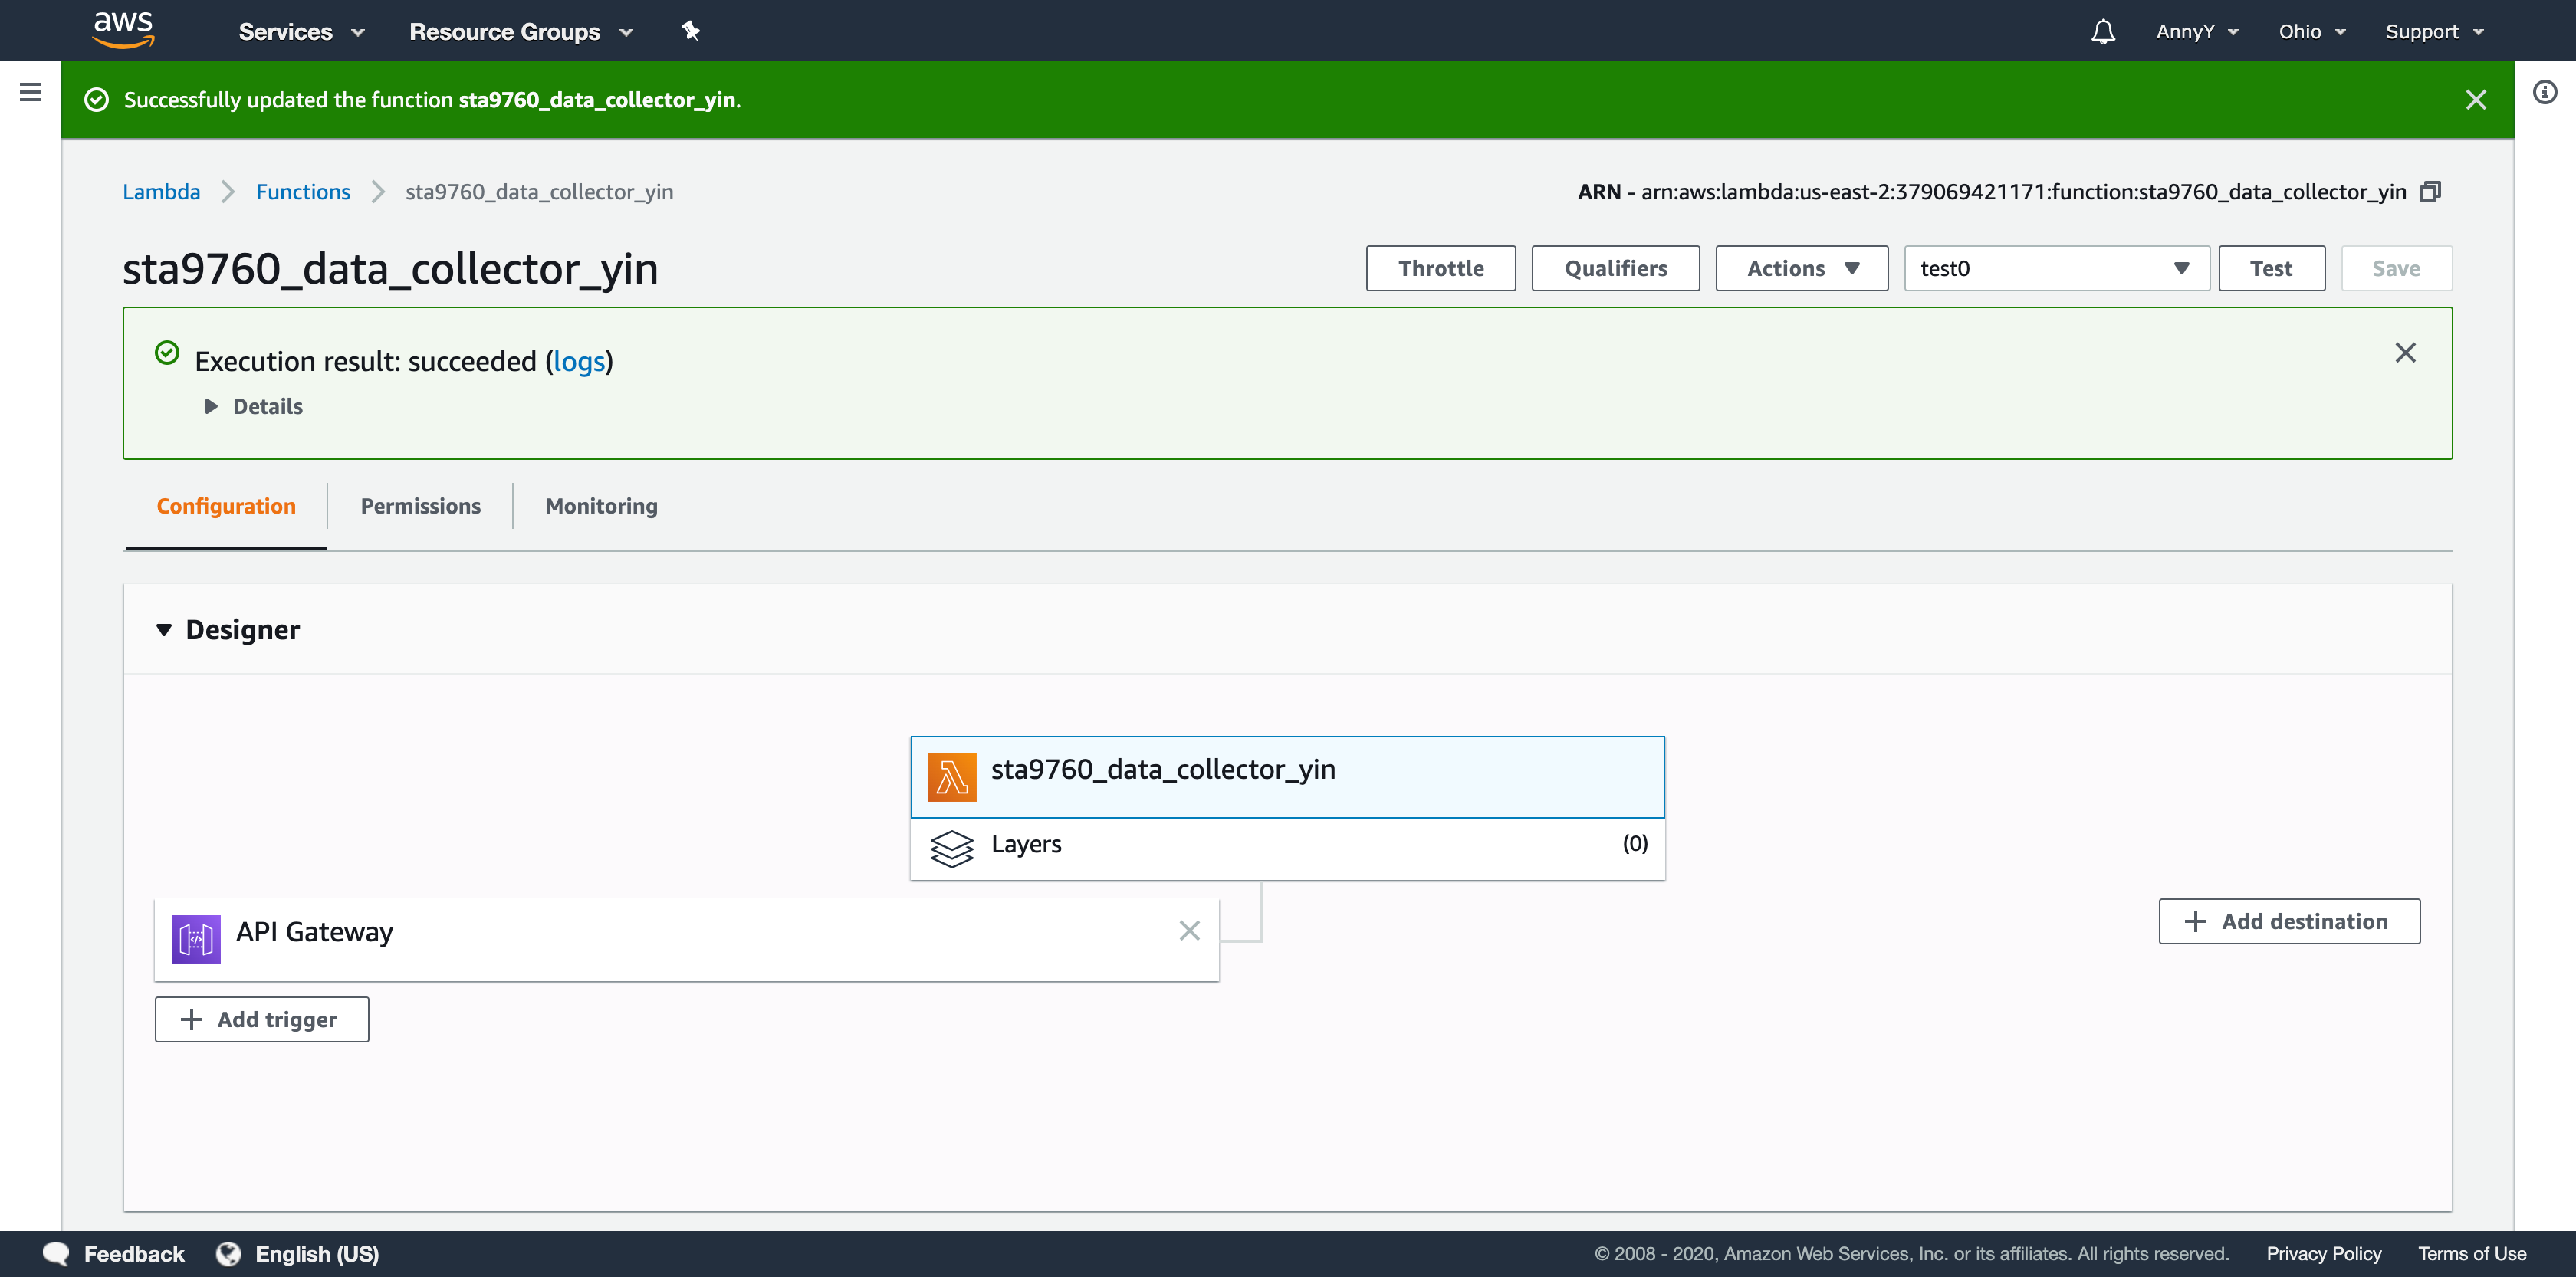 aws Services Resource Groups AnnyY Ohio Support
Successfully updated the function sta9760_data_collector_yin.
Lambda Functions sta9760_data_collector_yin ARN - arn:aws:lambda:us-east-2:379069421171:function:sta9760_data_collector_yin
sta9760_data_collector_yin Throttle Qualifiers Actions test0 Test Save
Execution result: succeeded (logs)
Details
Configuration Permissions Monitoring
Designer
sta9760_data_collector_yin
Layers (0)
API Gateway
Add destination
Add trigger
Feedback English (US) © 2008 - 2020, Amazon Web Services, Inc. or its affiliates. All rights reserved. Privacy Policy Terms of Use